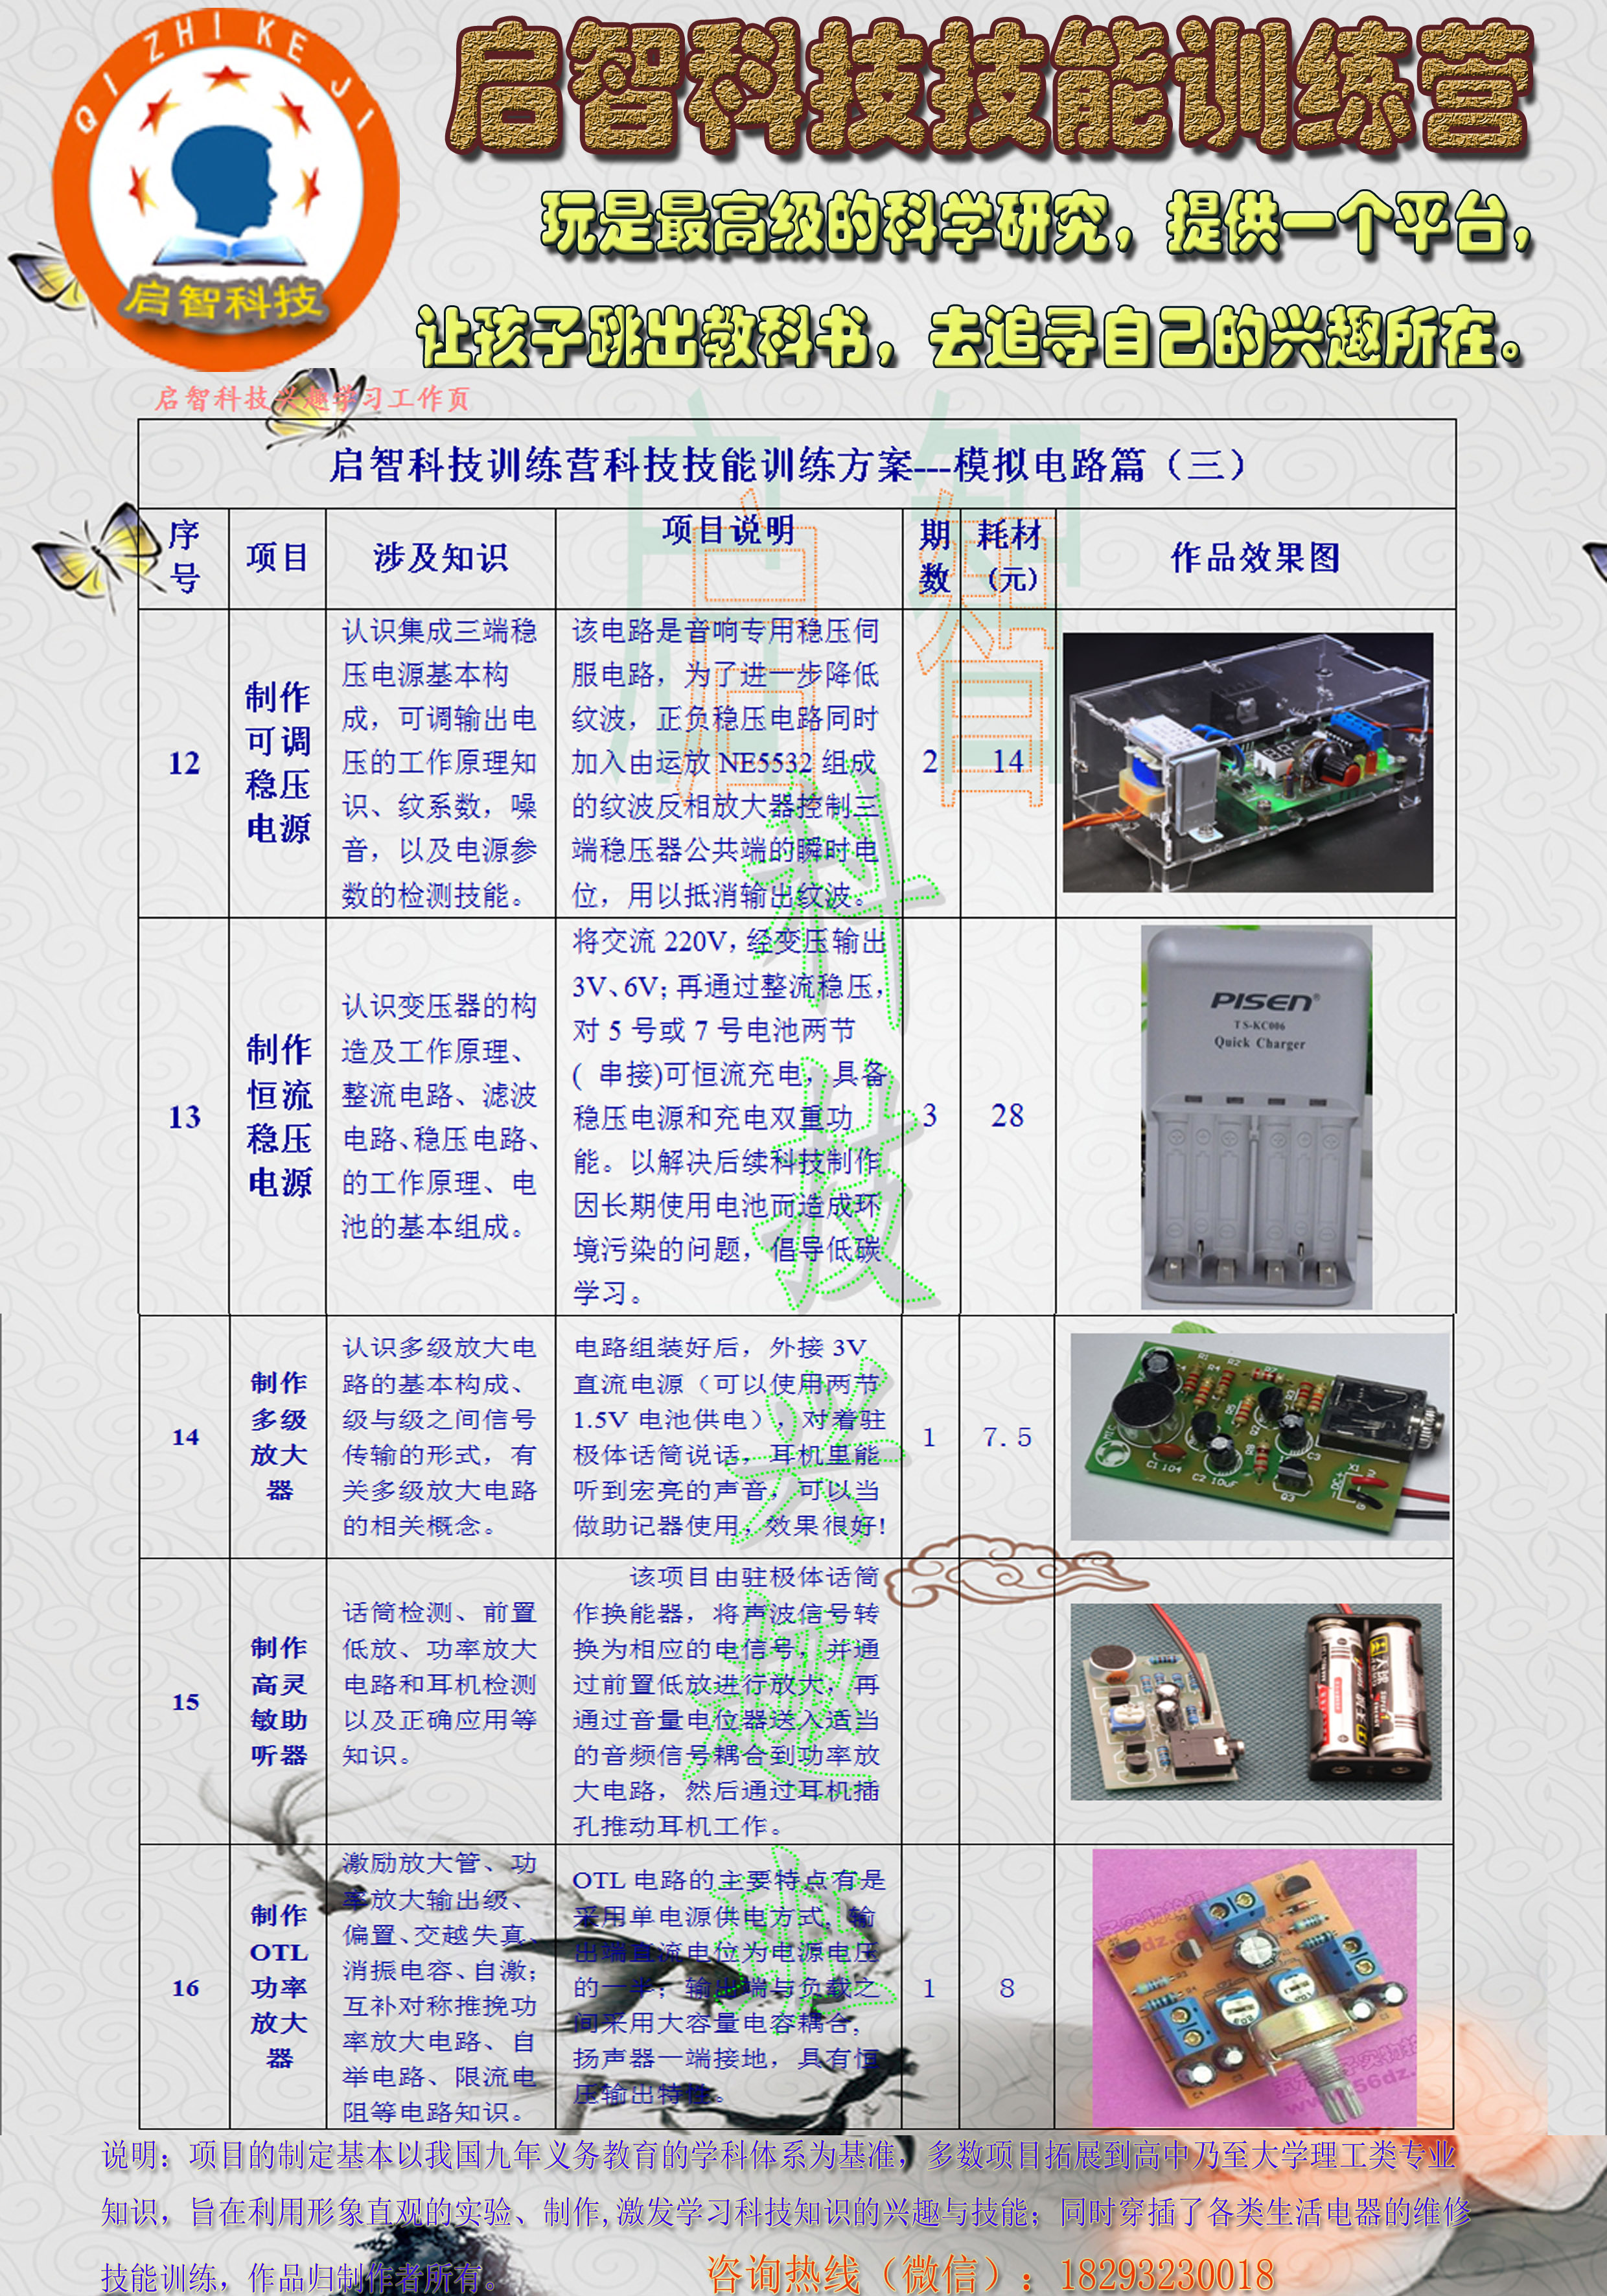 QI ZHI KE JI
启智科技
启智科技技能训练营
玩是最高级的科学研究，提供一个平台，
让孩子跳出教科书，去追寻自己的兴趣所在。
启智科技兴趣学习工作页
启智科技训练营科技技能训练方案---模拟电路篇（三）
序号
项目
涉及知识
项目说明
期数
耗材
(元)
作品效果图
12
制作
可调
稳压
电源
认识集成三端稳
压电源基本构
成，可调输出电
压的工作原理知
识、纹系数，噪
音，以及电源参
数的检测技能。
该电路是音响专用稳压伺
服电路，为了进一步降低
纹波，正负稳压电路同时
加入由运放 NE5532 组成
的纹波反相放大器控制三
端稳压器公共端的瞬时电
位，用以抵消输出纹波。
2
14
13
制作
恒流
稳压
电源
认识变压器的构
造及工作原理、
整流电路、滤波
电路、稳压电路、
的工作原理、电
池的基本组成。
将交流 220V，经变压输出
3V、6V；再通过整流稳压，
对 5 号或 7 号电池两节
( 串接)可恒流充电，具备
稳压电源和充电双重功
能。以解决后续科技制作
因长期使用电池而造成环
境污染的问题，倡导低碳
学习。
3
28
PISEN®
TS-KC006
Quick Charger
14
制作
多级
放大
器
认识多级放大电
路的基本构成、
级与级之间信号
传输的形式，有
关多级放大电路
的相关概念。
电路组装好后，外接 3V
直流电源（可以使用两节
1.5V 电池供电），对着驻
极体话筒说话，耳机里能
听到宏亮的声音，可以当
做助记器使用，效果很好!
1
7.5
15
制作
高灵
敏助
听器
话筒检测、前置
低放、功率放大
电路和耳机检测
以及正确应用等
知识。
该项目由驻极体话筒
作换能器，将声波信号转
换为相应的电信号，并通
过前置低放进行放大，再
通过音量电位器送入适当
的音频信号耦合到功率放
大电路，然后通过耳机插
孔推动耳机工作。
16
制作
OTL
功率
放大
器
激励放大管、功
率放大输出级、
偏置、交越失真、
消振电容、自激；
互补对称推挽功
率放大电路、自
举电路、限流电
阻等电路知识。
OTL 电路的主要特点有是
采用单电源供电方式，输
出端直流电位为电源电压
的一半；输出端与负载之
间采用大容量电容耦合，
扬声器一端接地，具有恒
压输出特性。
1
8
启智科技兴趣班
说明：项目的制定基本以我国九年义务教育的学科体系为基准，多数项目拓展到高中乃至大学理工类专业
知识，旨在利用形象直观的实验、制作,激发学习科技知识的兴趣与技能；同时穿插了各类生活电器的维修
技能训练，作品归制作者所有。
咨询热线（微信）：18293230018